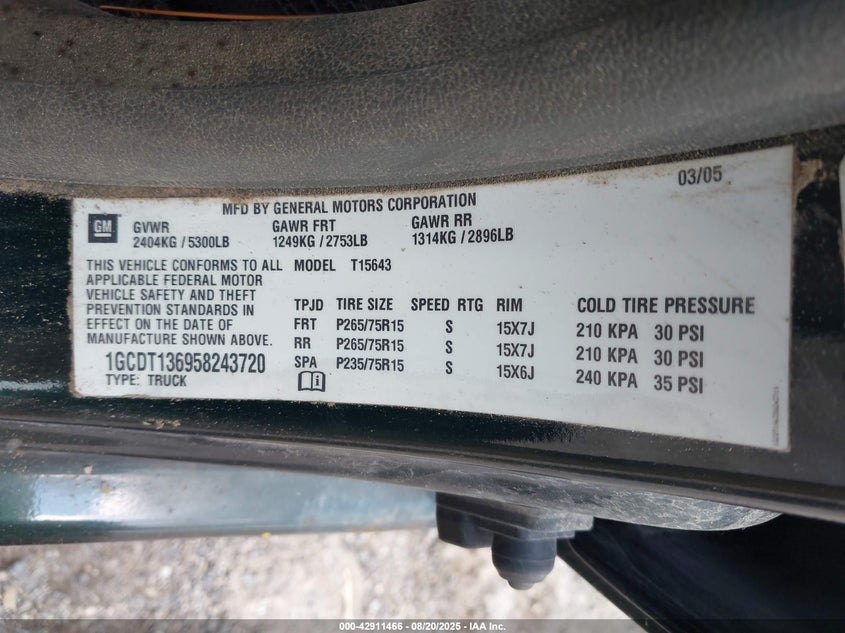 03/05
MFD BY GENERAL MOTORS CORPORATION
GM GVWR GAWR FRT GAWR RR
2404KG / 5300LB 1249KG / 2753LB 1314KG / 2896LB
THIS VEHICLE CONFORMS TO ALL
APPLICABLE FEDERAL MOTOR
VEHICLE SAFETY AND THEFT
PREVENTION STANDARDS IN
EFFECT ON THE DATE OF
MANUFACTURE SHOWN ABOVE.
1GCDT136958243720
TYPE: TRUCK
MODEL T15643
TPJD TIRE SIZE SPEED RTG RIM COLD TIRE PRESSURE
FRT P265/75R15 S 15X7J 210 KPA 30 PSI
RR P265/75R15 S 15X7J 210 KPA 30 PSI
SPA P235/75R15 S 15X6J 240 KPA 35 PSI
000-42911466 - 08/20/2025 - IAA Inc.